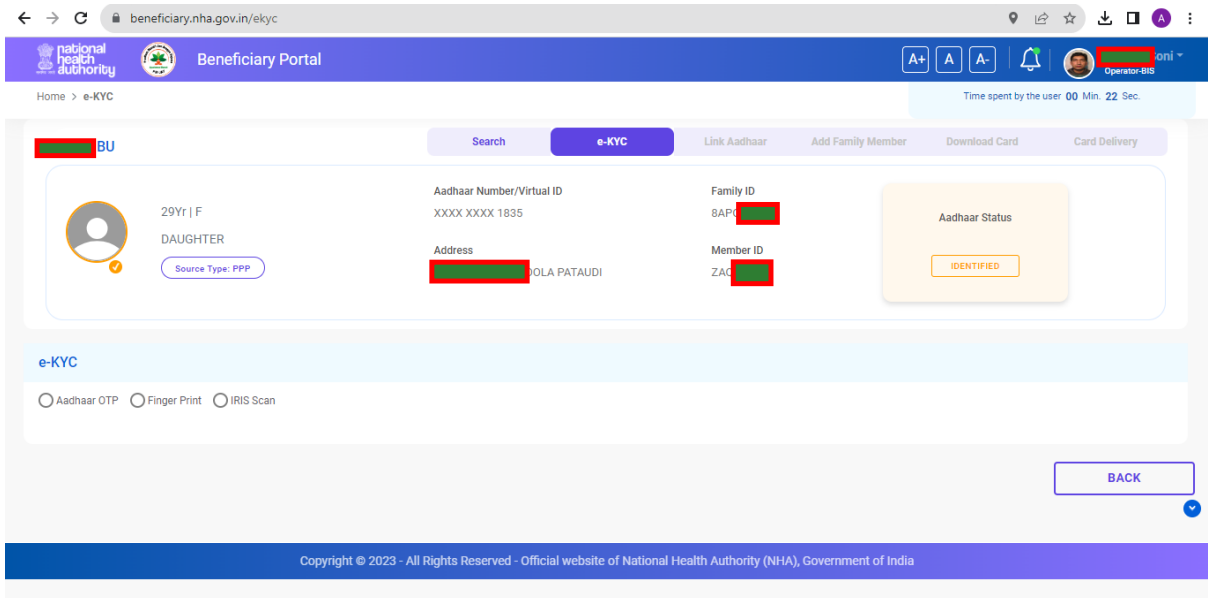 beneficiary.nha.gov.in/ekyc
A
national
health
authority
Beneficiary Portal
A+ A A-
oni
Operator-BIS
Home > e-KYC
Time spent by the user 00 Min. 22 Sec.
BU
Search e-KYC Link Aadhaar Add Family Member Download Card Card Delivery
29Yr | F
DAUGHTER
Source Type: PPP
Aadhaar Number/Virtual ID
XXXX XXXX 1835
Address
OLA PATAUDI
Family ID
8AP
Member ID
ZA
Aadhaar Status
IDENTIFIED
e-KYC
Aadhaar OTP Finger Print IRIS Scan
BACK
Copyright © 2023 - All Rights Reserved - Official website of National Health Authority (NHA), Government of India